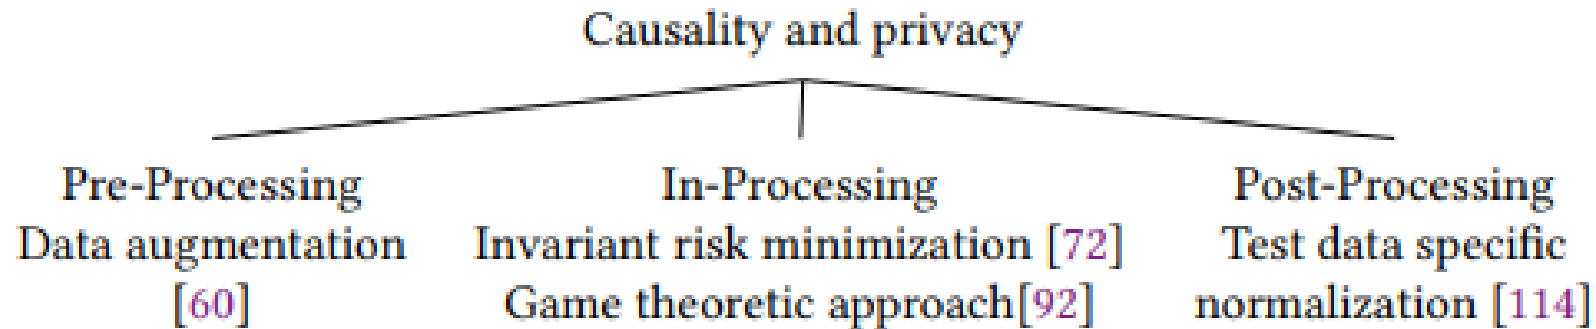 Causality and privacy
Pre-Processing
Data augmentation
[60]
In-Processing
Invariant risk minimization [72]
Game theoretic approach[92]
Post-Processing
Test data specific
normalization [114]